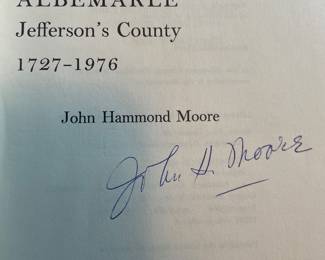 ALBEMARLE
Jefferson's County
1727–1976
John Hammond Moore
John H. Moore